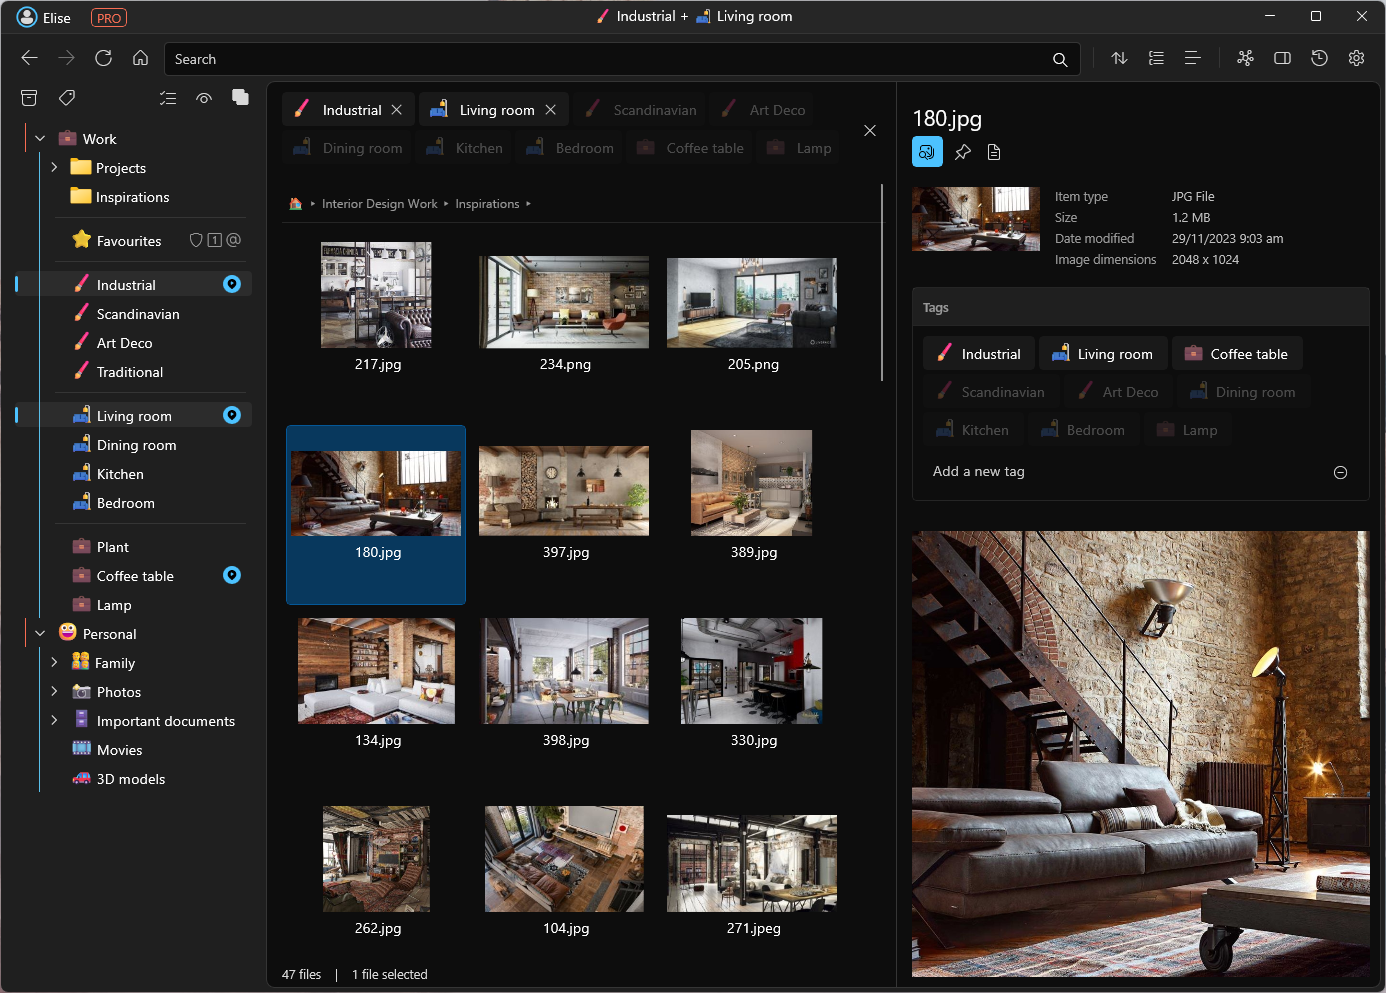 Elise PRO
Industrial + Living room
Search
Work
Projects
Inspirations
Favourites 1 @
Industrial
Scandinavian
Art Deco
Traditional
Living room
Dining room
Kitchen
Bedroom
Plant
Coffee table
Lamp
Personal
Family
Photos
Important documents
Movies
3D models
Industrial Living room Scandinavian Art Deco
Dining room Kitchen Bedroom Coffee table Lamp
Interior Design Work Inspirations
217.jpg 234.png 205.png
180.jpg 397.jpg 389.jpg
134.jpg 398.jpg 330.jpg
262.jpg 104.jpg 271.jpeg
47 files | 1 file selected
180.jpg
Item type JPG File
Size 1.2 MB
Date modified 29/11/2023 9:03 am
Image dimensions 2048 x 1024
Tags
Industrial Living room Coffee table
Scandinavian Art Deco Dining room
Kitchen Bedroom Lamp
Add a new tag